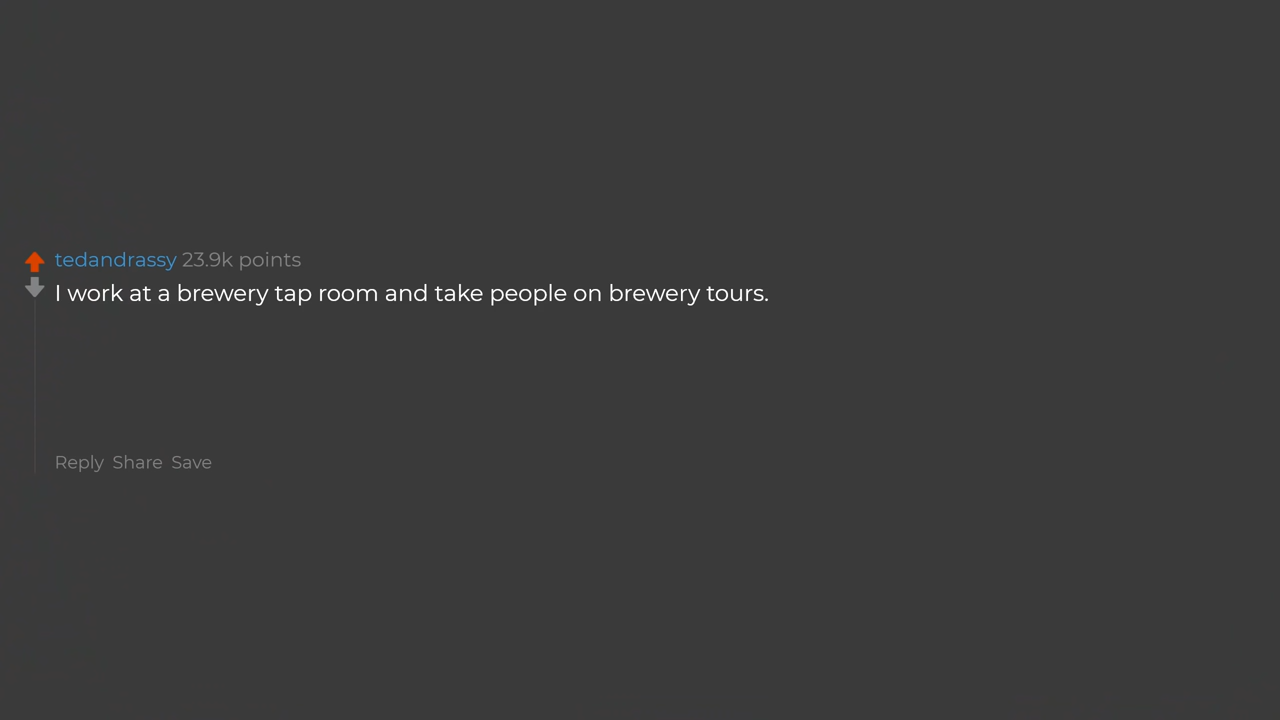 tedandrassy 23.9k points
I work at a brewery tap room and take people on brewery tours.
Reply Share Save